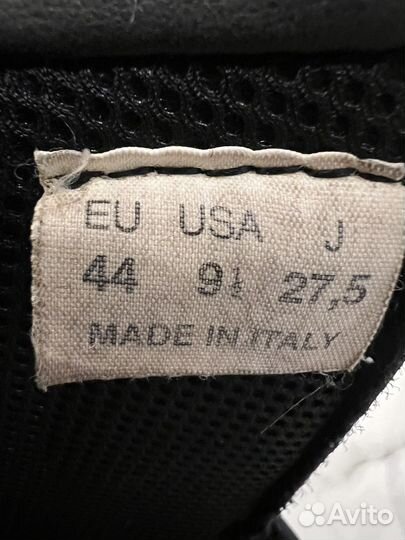 EU USA J
44 9½ 27,5
MADE IN ITALY
Avito